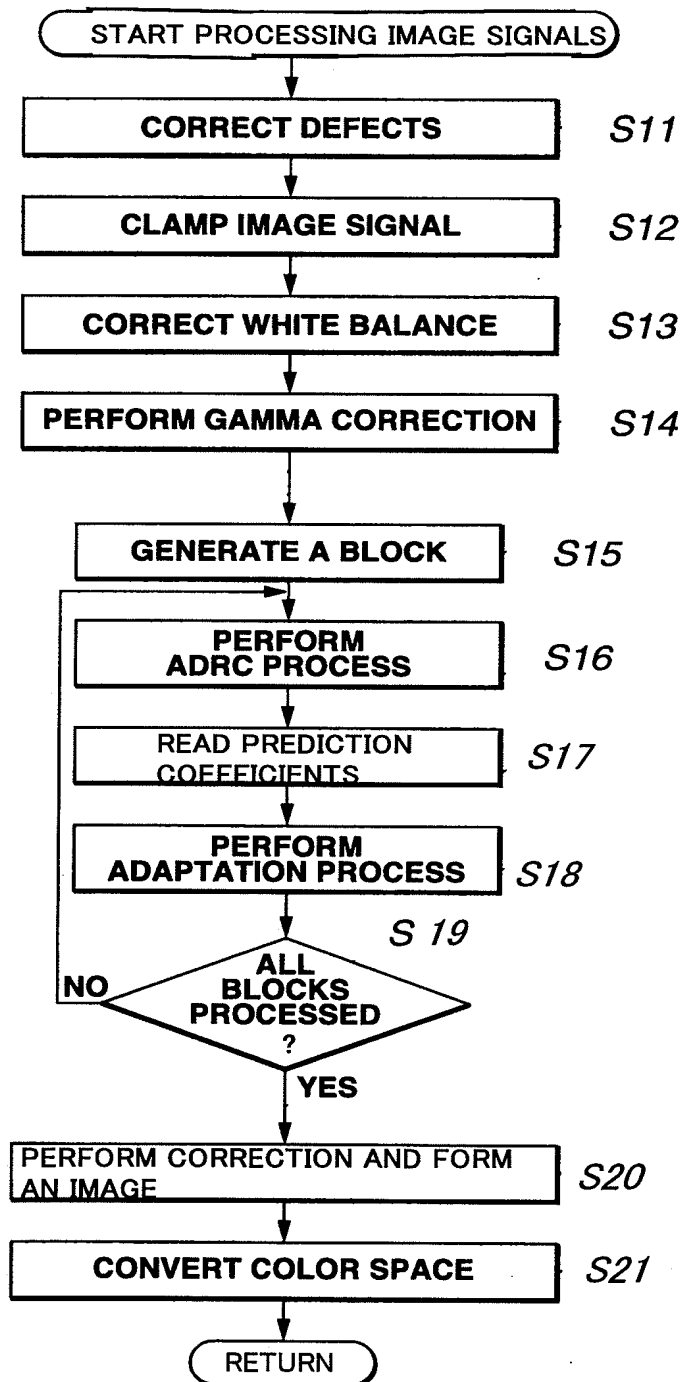 START PROCESSING IMAGE SIGNALS
CORRECT DEFECTS S11
CLAMP IMAGE SIGNAL S12
CORRECT WHITE BALANCE S13
PERFORM GAMMA CORRECTION S14
GENERATE A BLOCK S15
PERFORM
ADRC PROCESS S16
READ PREDICTION
COEFFICIENTS S17
PERFORM
ADAPTATION PROCESS S18
S 19
ALL
BLOCKS
PROCESSED
?
NO
YES
PERFORM CORRECTION AND FORM
AN IMAGE S20
CONVERT COLOR SPACE S21
RETURN